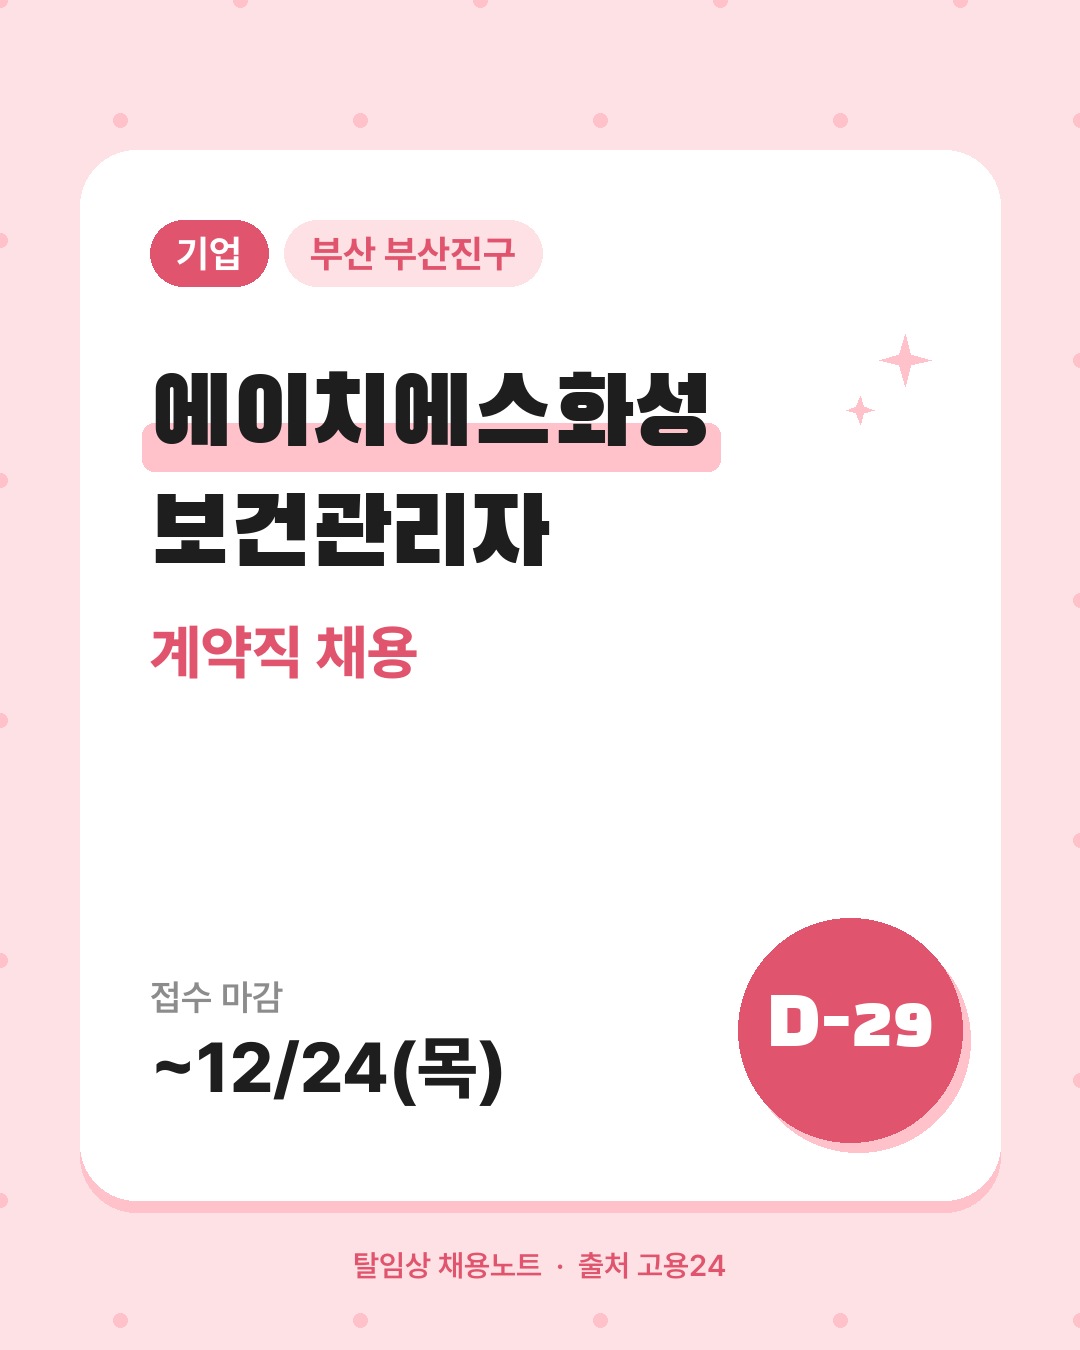 기업 부산 부산진구
에이치에스화성
보건관리자
계약직 채용
접수 마감
~12/24(목)
D-29
탈임상 채용노트 · 출처 고용24